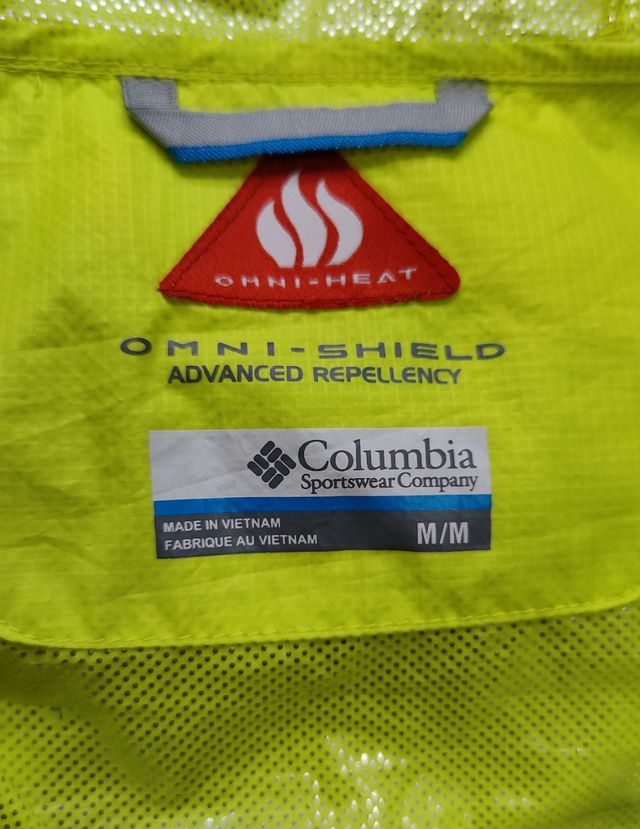 OMNI-HEAT
OMNI-SHIELD
ADVANCED REPELLENCY
Columbia
Sportswear Company
MADE IN VIETNAM
FABRIQUE AU VIETNAM
M/M